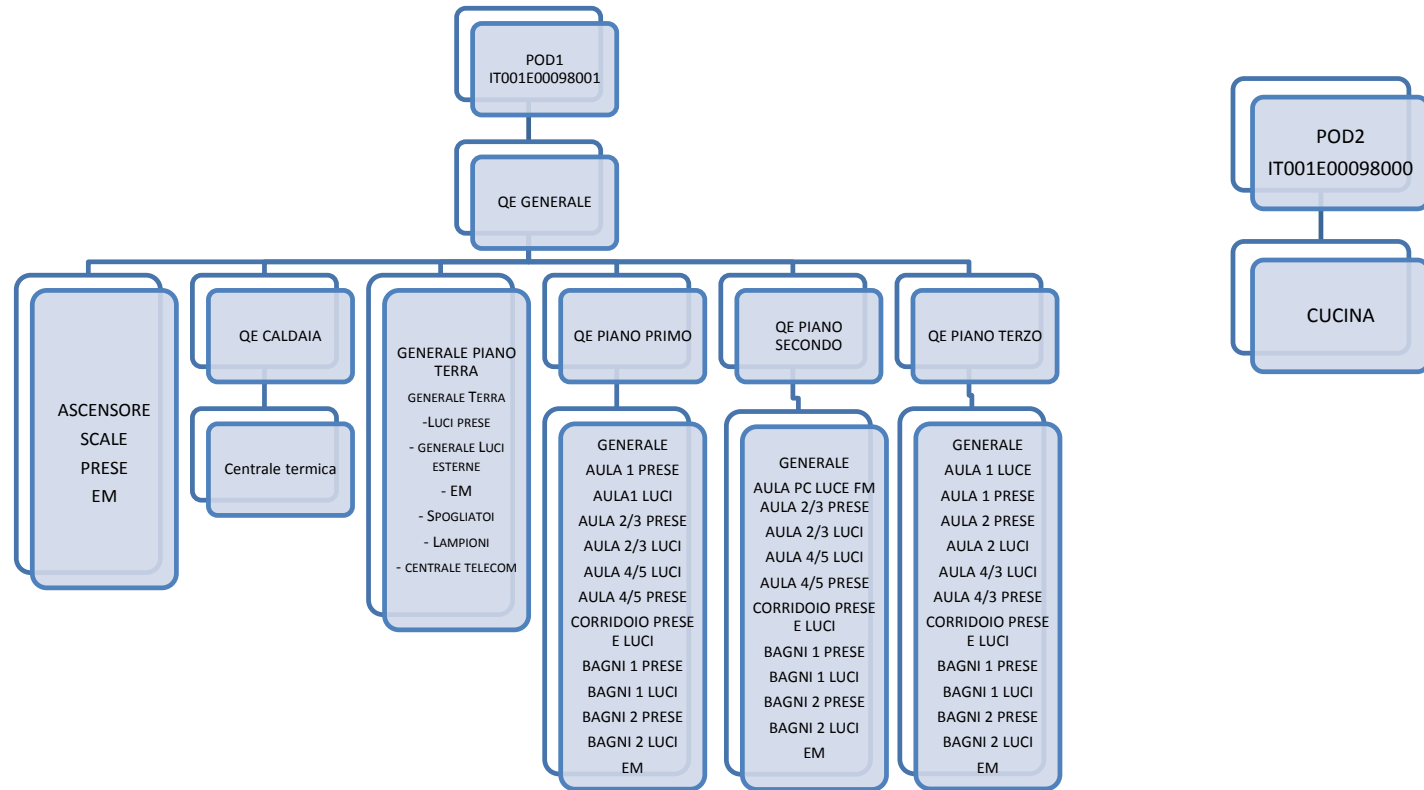 POD1
IT001E00098001
QE GENERALE
ASCENSORE
SCALE
PRESE
EM
QE CALDAIA
Centrale termica
GENERALE PIANO
TERRA
GENERALE TERRA
-LUCI PRESE
- GENERALE LUCI
ESTERNE
- EM
- SPOGLIATOI
- LAMPIONI
- CENTRALE TELECOM
QE PIANO PRIMO
GENERALE
AULA 1 PRESE
AULA1 LUCI
AULA 2/3 PRESE
AULA 2/3 LUCI
AULA 4/5 LUCI
AULA 4/5 PRESE
CORRIDOIO PRESE
E LUCI
BAGNI 1 PRESE
BAGNI 1 LUCI
BAGNI 2 PRESE
BAGNI 2 LUCI
EM
QE PIANO
SECONDO
GENERALE
AULA PC LUCE FM
AULA 2/3 PRESE
AULA 2/3 LUCI
AULA 4/5 LUCI
AULA 4/5 PRESE
CORRIDOIO PRESE
E LUCI
BAGNI 1 PRESE
BAGNI 1 LUCI
BAGNI 2 PRESE
BAGNI 2 LUCI
EM
QE PIANO TERZO
GENERALE
AULA 1 LUCE
AULA 1 PRESE
AULA 2 PRESE
AULA 2 LUCI
AULA 4/3 LUCI
AULA 4/3 PRESE
CORRIDOIO PRESE
E LUCI
BAGNI 1 PRESE
BAGNI 1 LUCI
BAGNI 2 PRESE
BAGNI 2 LUCI
EM
POD2
IT001E00098000
CUCINA